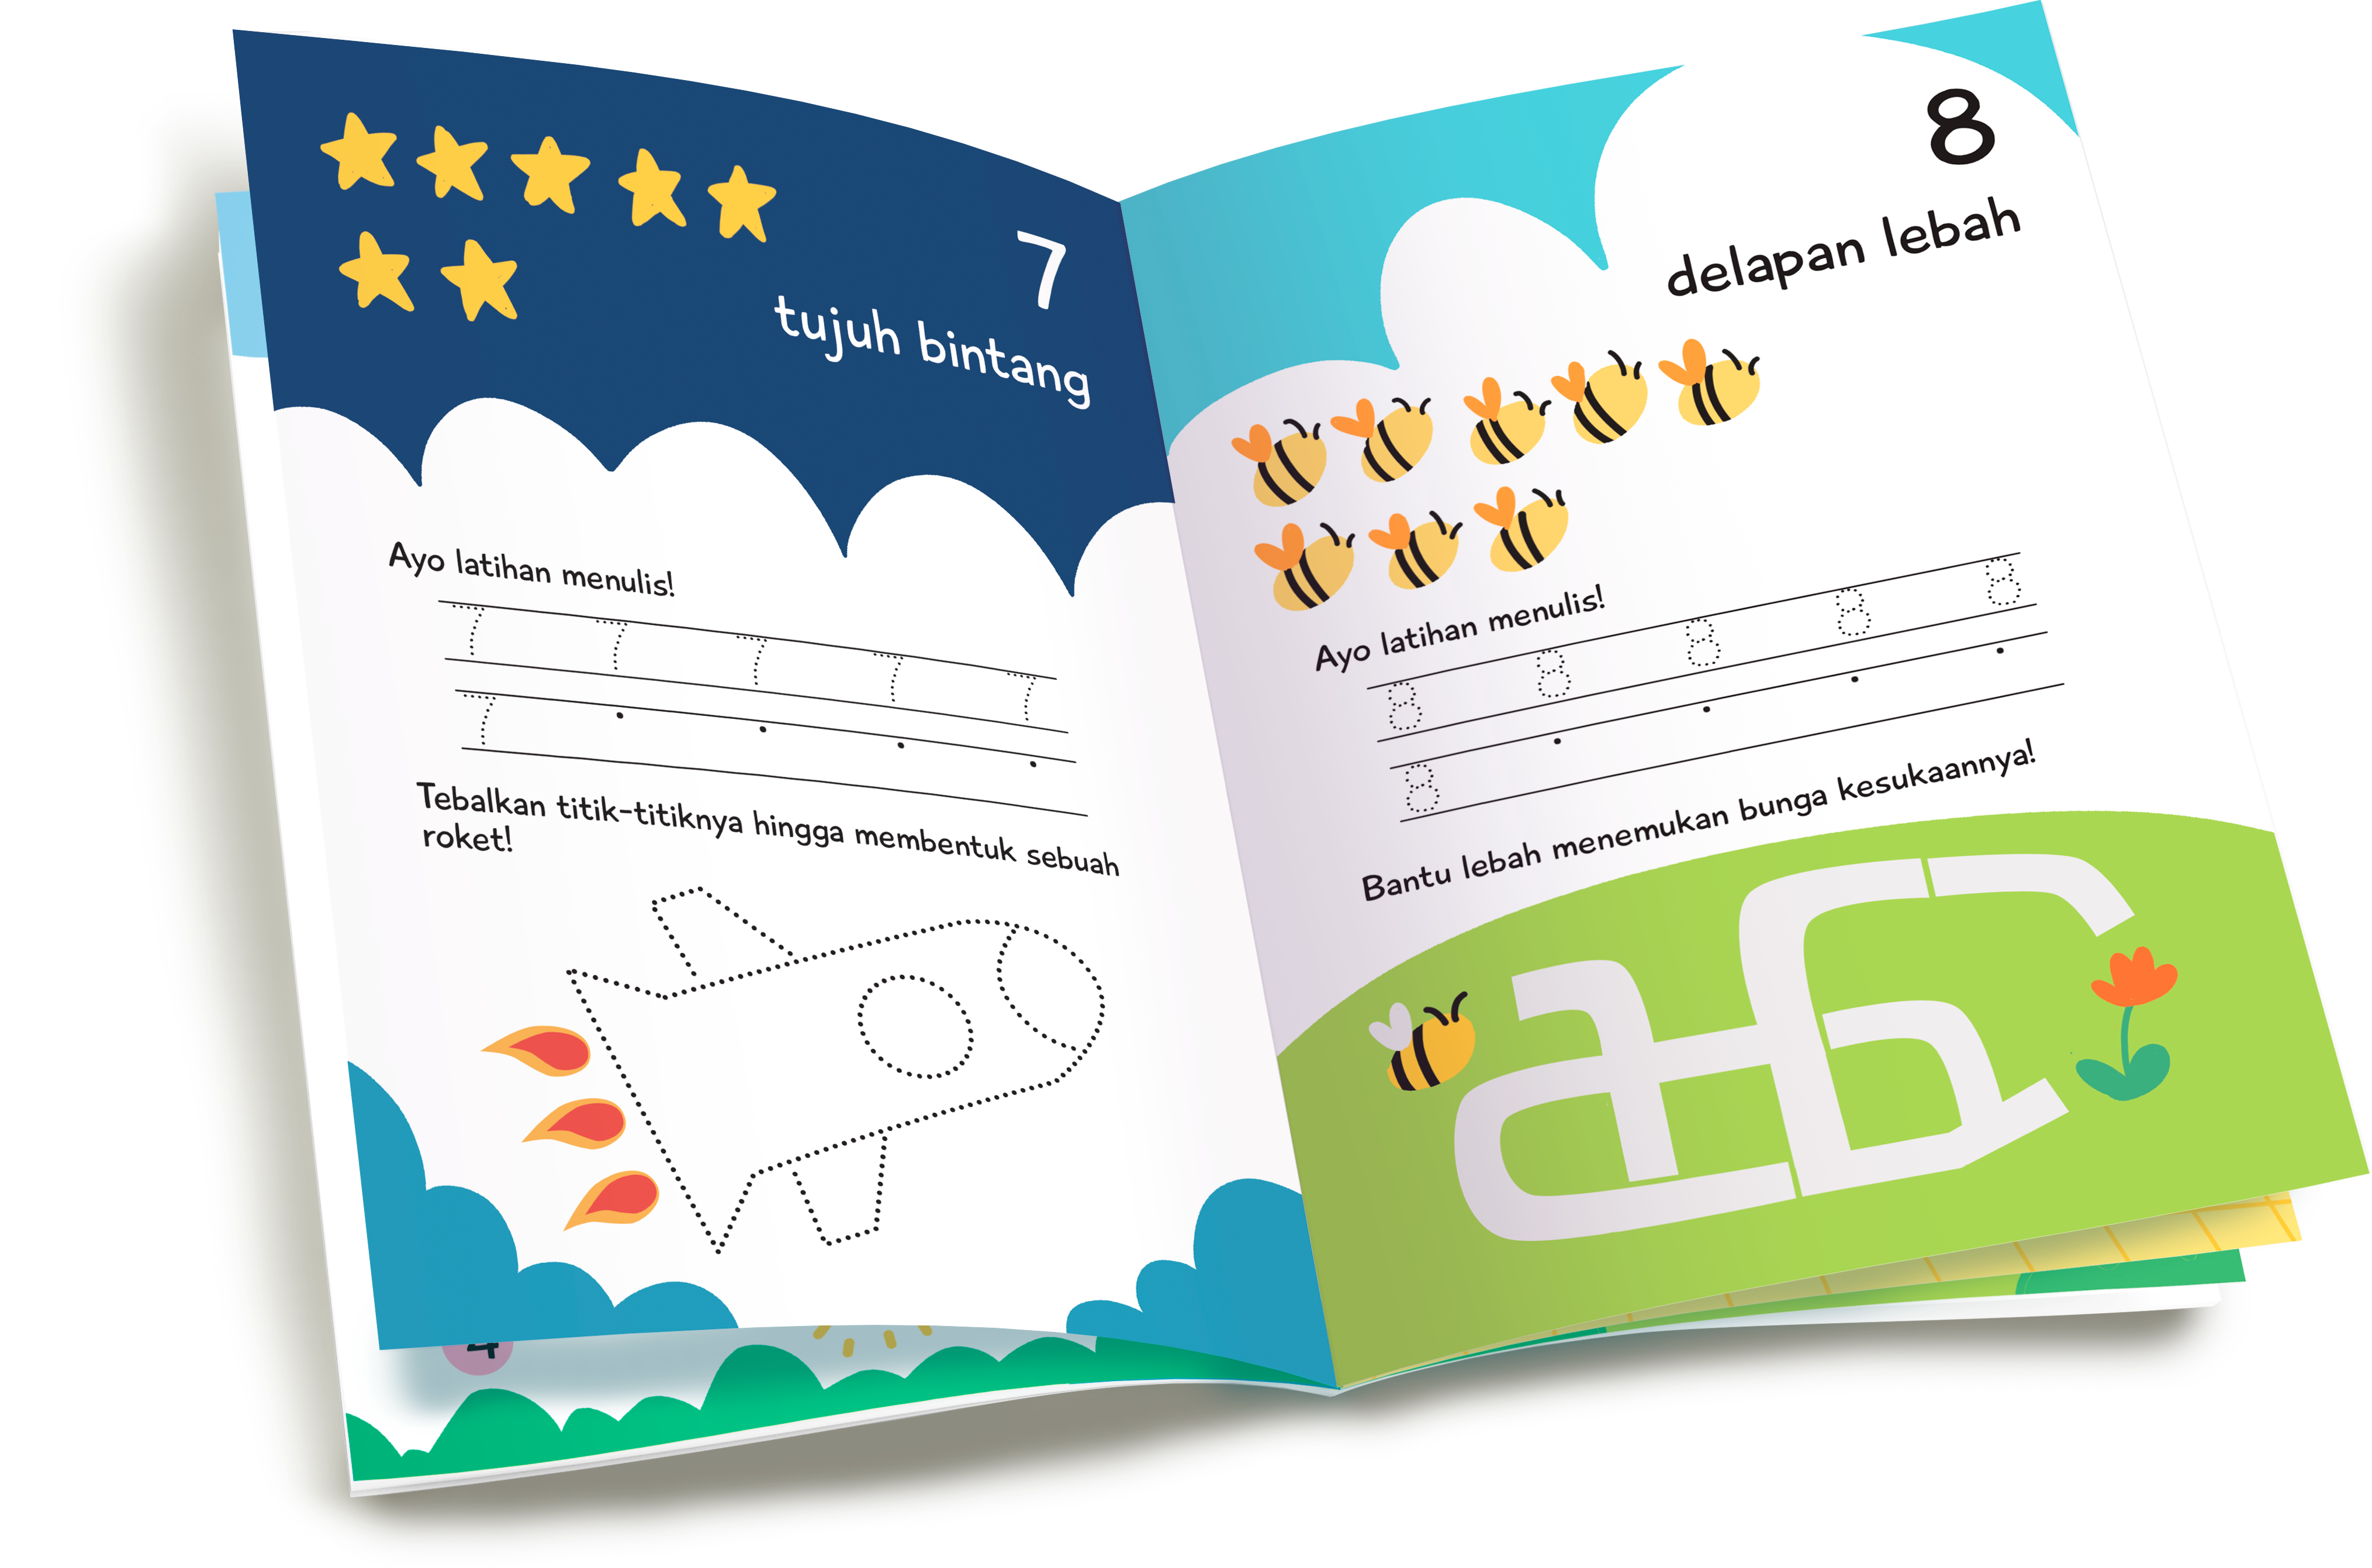 7
tujuh bintang
Ayo latihan menulis!
7 7 7 7 7
7
Tebalkan titik-titiknya hingga membentuk sebuah
roket!
4
8
delapan lebah
Ayo latihan menulis!
8 8 8 8 8
8
Bantu lebah menemukan bunga kesukaannya!